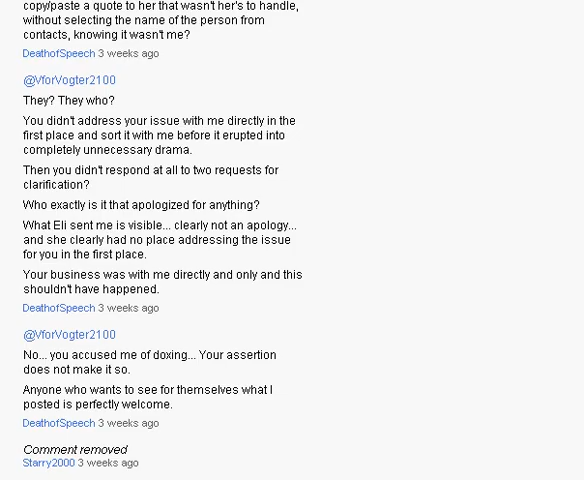 copy/paste a quote to her that wasn't her's to handle,
without selecting the name of the person from
contacts, knowing it wasn't me?
DeathofSpeech 3 weeks ago
@VforVogter2100
They? They who?
You didn't address your issue with me directly in the
first place and sort it with me before it erupted into
completely unnecessary drama.
Then you didn't respond at all to two requests for
clarification?
Who exactly is it that apologized for anything?
What Eli sent me is visible... clearly not an apology...
and she clearly had no place addressing the issue
for you in the first place.
Your business was with me directly and only and this
shouldn't have happened.
DeathofSpeech 3 weeks ago
@VforVogter2100
No... you accused me of doxing... Your assertion
does not make it so.
Anyone who wants to see for themselves what I
posted is perfectly welcome.
DeathofSpeech 3 weeks ago
Comment removed
Starry2000 3 weeks ago